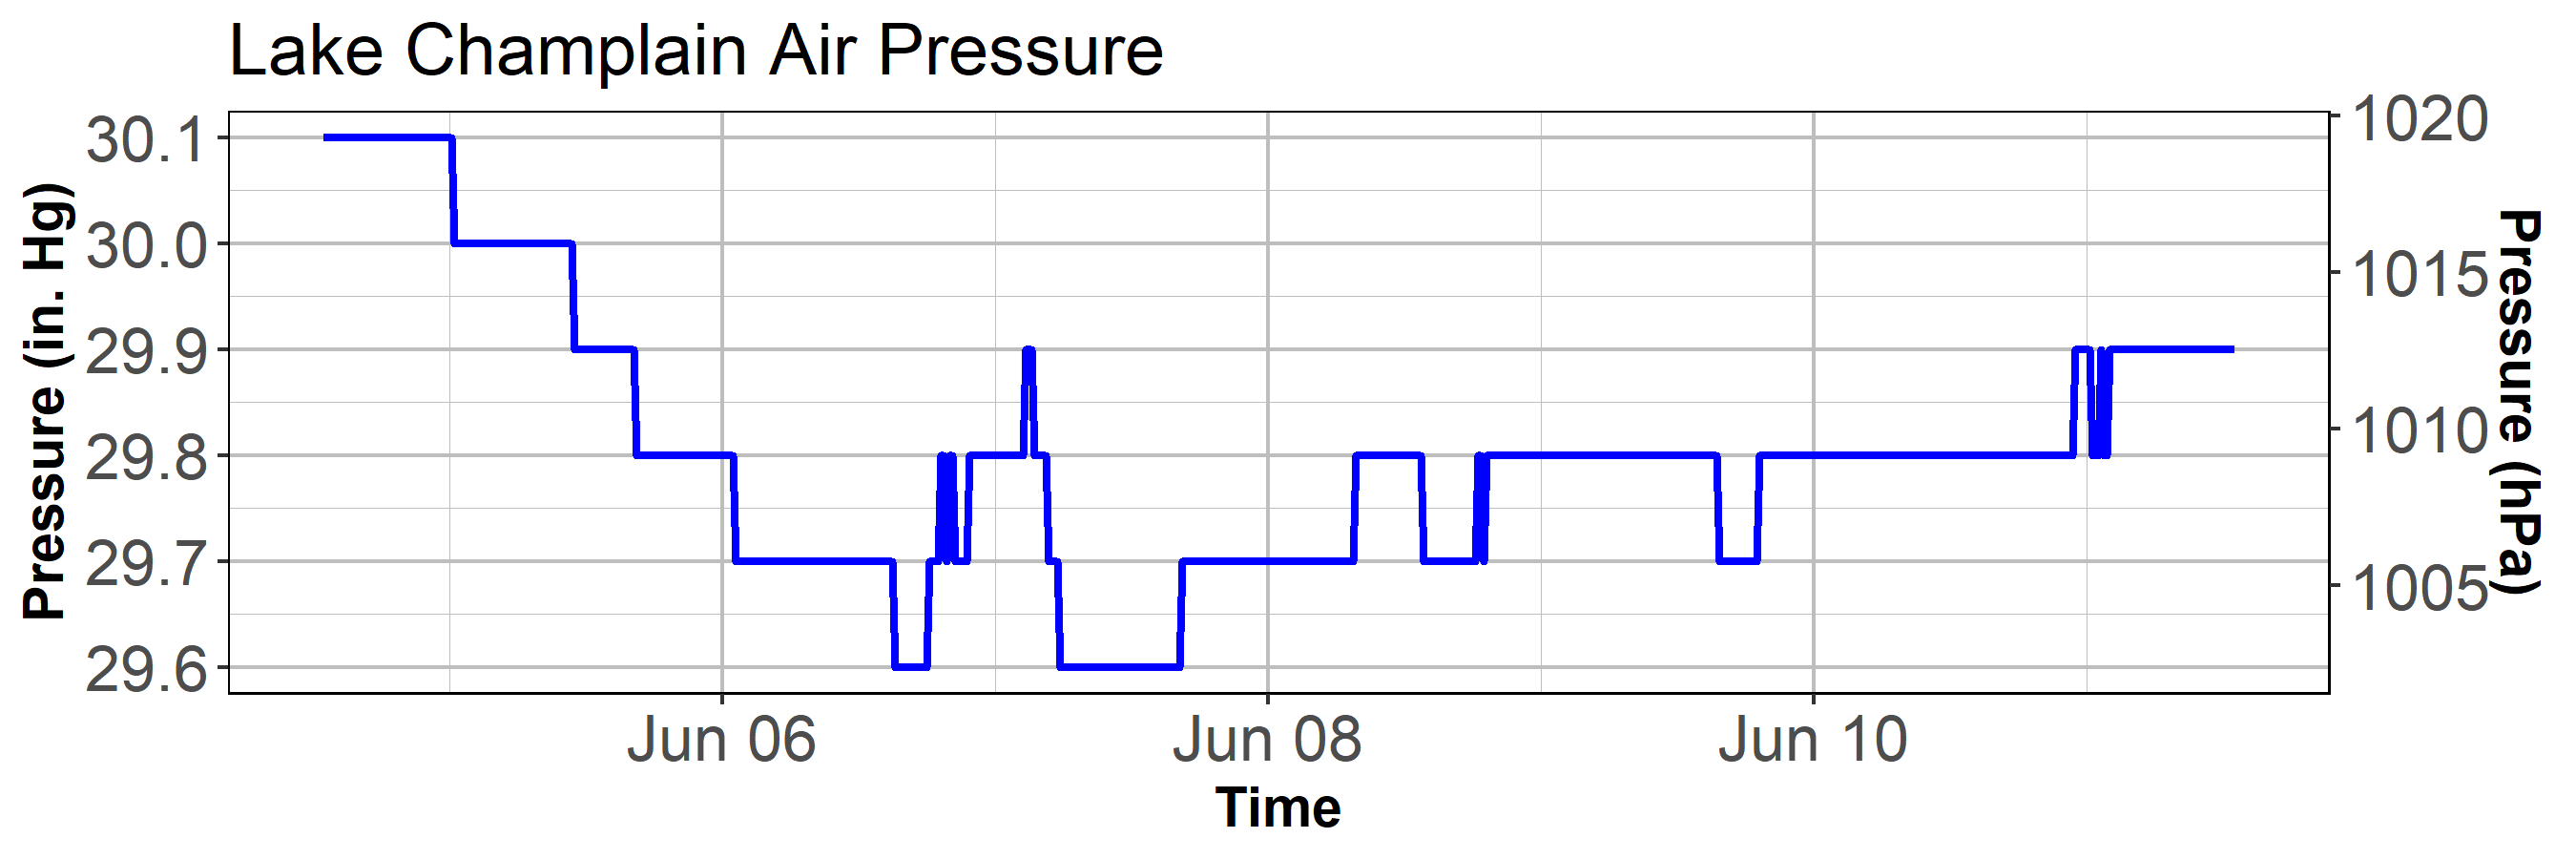 Lake Champlain Air Pressure
Pressure (in. Hg)
30.1
30.0
29.9
29.8
29.7
29.6
1020
1015
1010
1005
Pressure (hPa)
Jun 06
Jun 08
Jun 10
Time